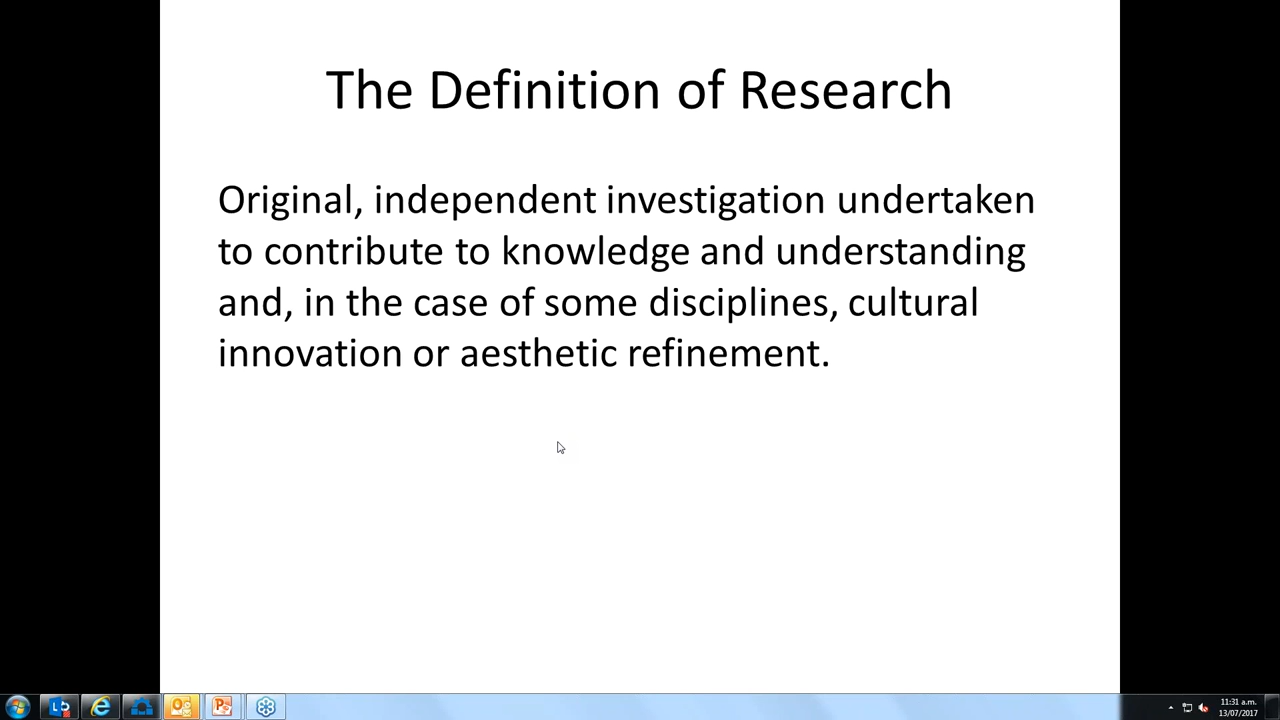 The Definition of Research
Original, independent investigation undertaken
to contribute to knowledge and understanding
and, in the case of some disciplines, cultural
innovation or aesthetic refinement.
11:31 a.m.
13/07/2017